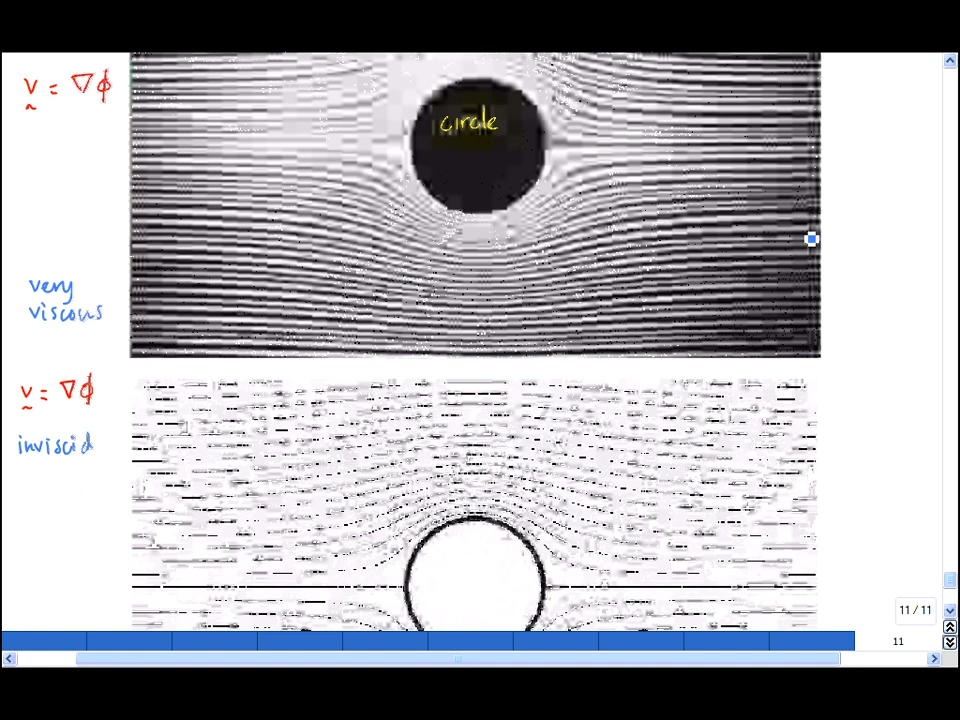 v = ∇ϕ
~
circle
very
viscous
v = ∇ϕ
~
inviscid
11 / 11
11